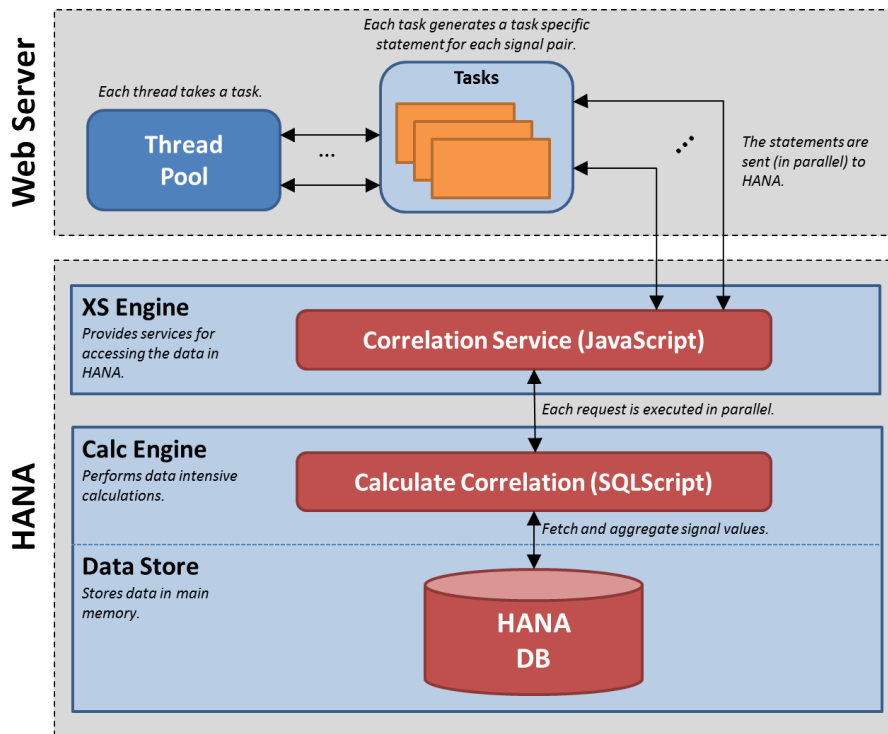 Web Server
Each task generates a task specific
statement for each signal pair.
Each thread takes a task.
Tasks
Thread
Pool
...
...
The statements are
sent (in parallel) to
HANA.
HANA
XS Engine
Provides services for
accessing the data in
HANA.
Correlation Service (JavaScript)
Each request is executed in parallel.
Calc Engine
Performs data intensive
calculations.
Calculate Correlation (SQLScript)
Fetch and aggregate signal values.
Data Store
Stores data in main
memory.
HANA
DB